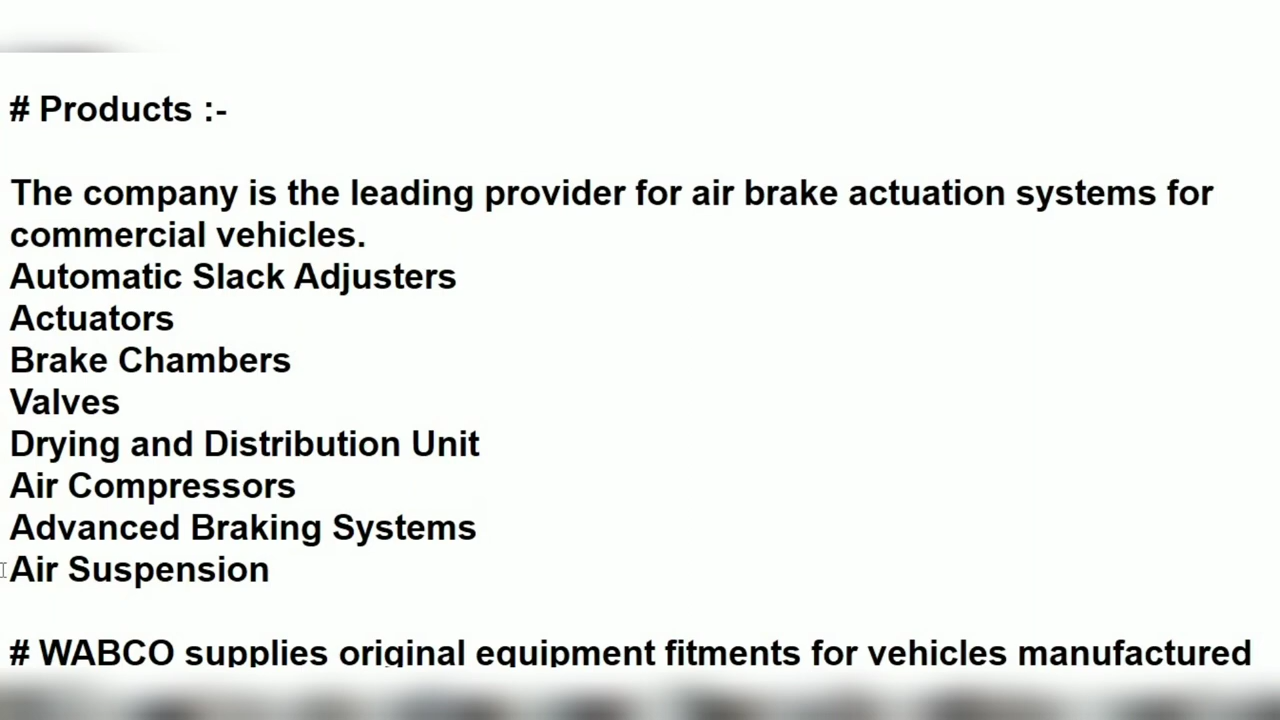 # Products :-
The company is the leading provider for air brake actuation systems for
commercial vehicles.
Automatic Slack Adjusters
Actuators
Brake Chambers
Valves
Drying and Distribution Unit
Air Compressors
Advanced Braking Systems
Air Suspension
# WABCO supplies original equipment fitments for vehicles manufactured